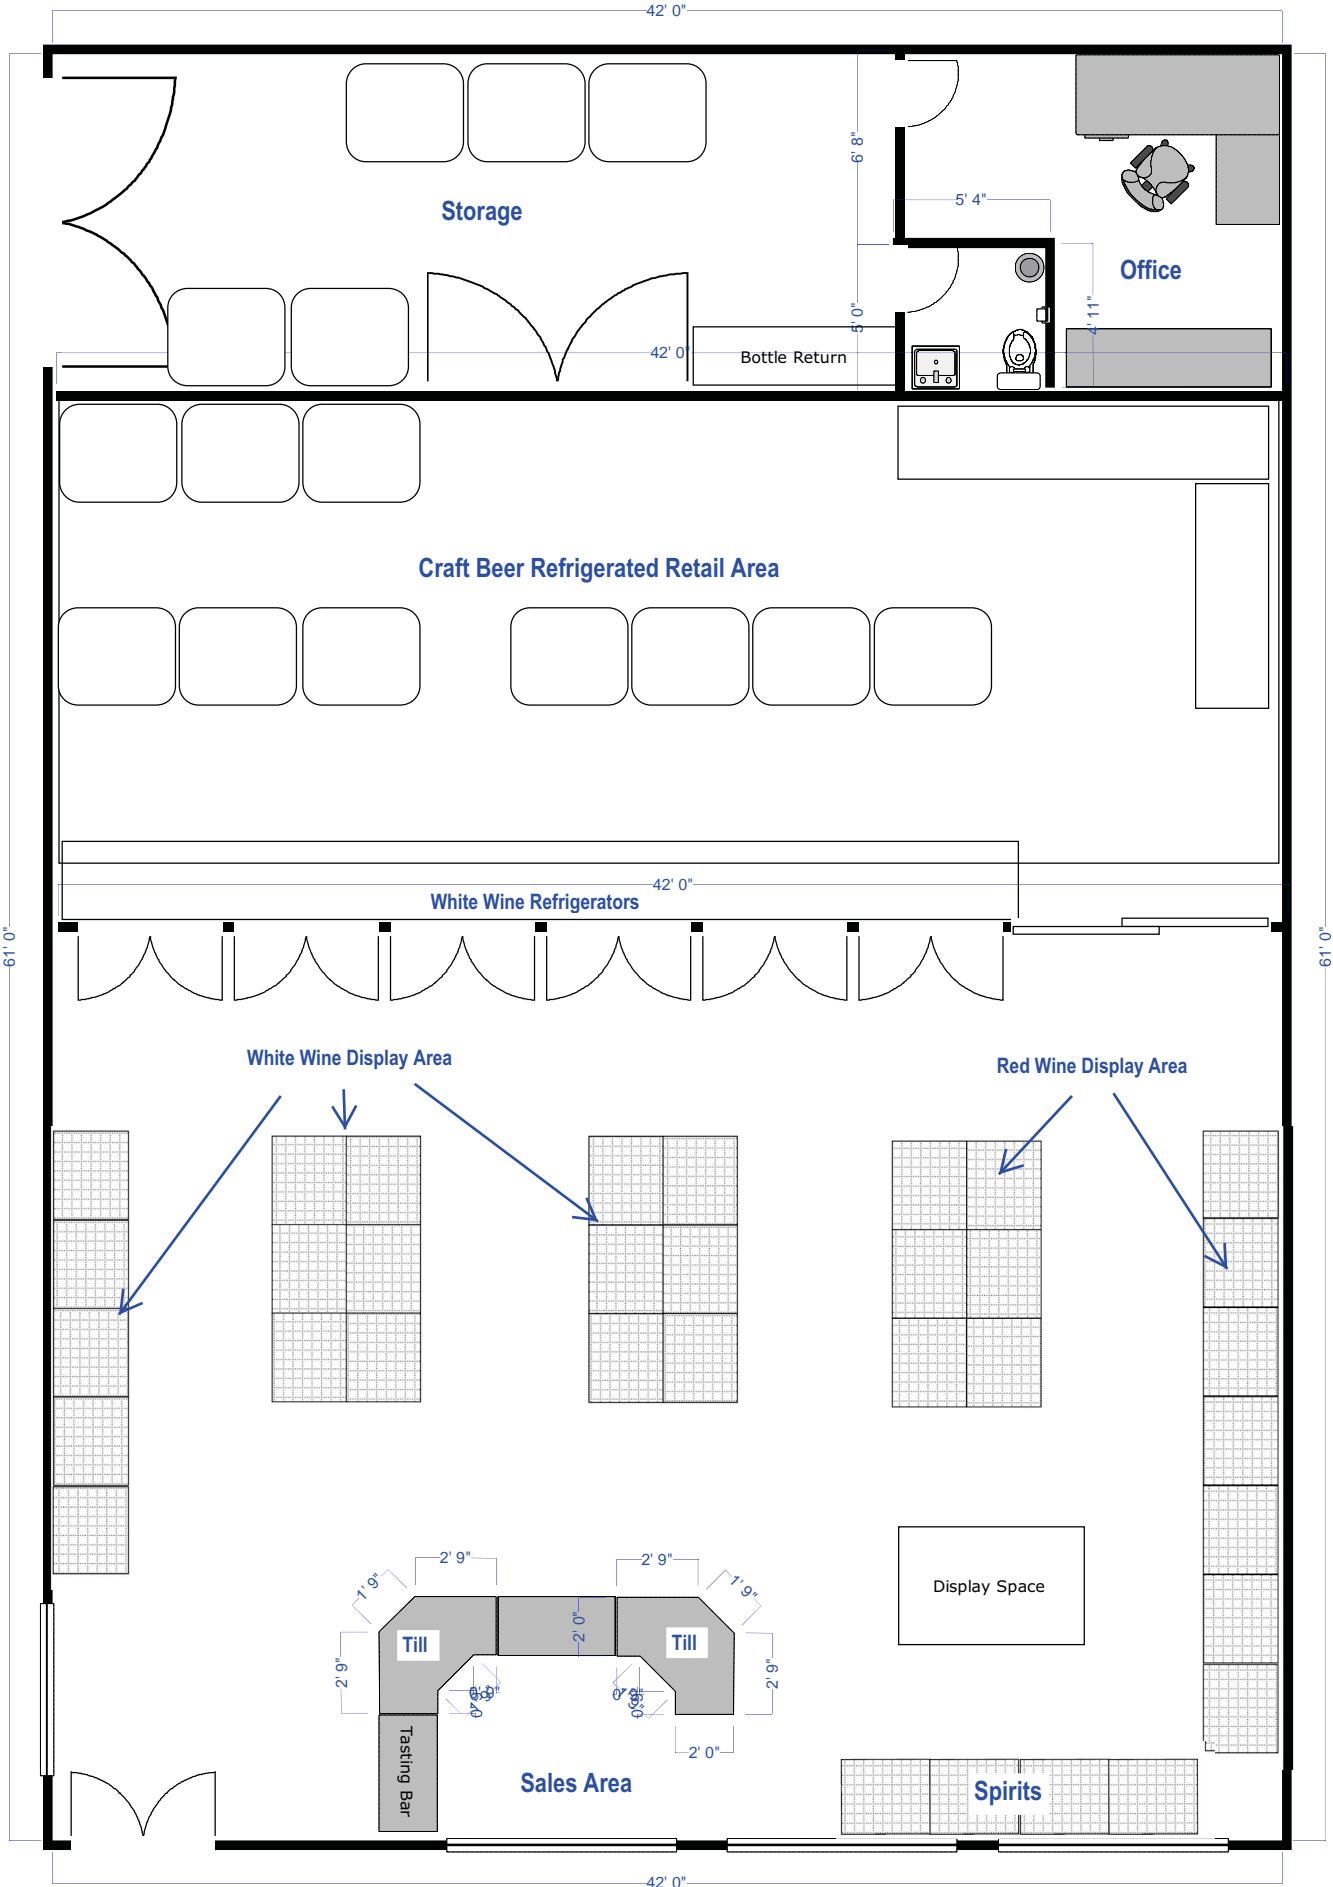 42' 0"
6' 8"
Storage
5' 4"
Office
5' 0"
4' 11"
42' 0"
Bottle Return
Craft Beer Refrigerated Retail Area
42' 0"
White Wine Refrigerators
61' 0"
61' 0"
White Wine Display Area
Red Wine Display Area
2' 9"
2' 9"
1' 9"
1' 9"
Display Space
2' 0"
Till
Till
2' 9"
2' 9"
2' 0"
Tasting Bar
Sales Area
Spirits
42' 0"